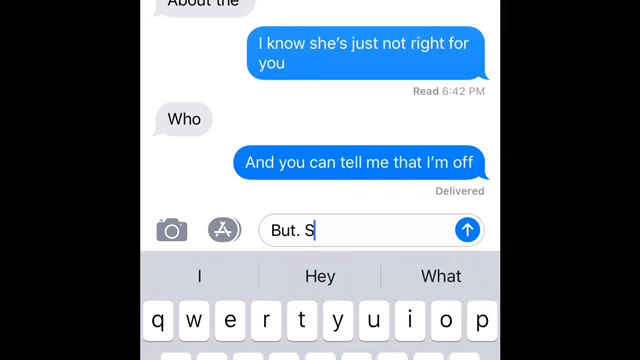 About the
I know she's just not right for
you
Read 6:42 PM
Who
And you can tell me that I'm off
Delivered
But. S
I Hey What
q w e r t y u i o p